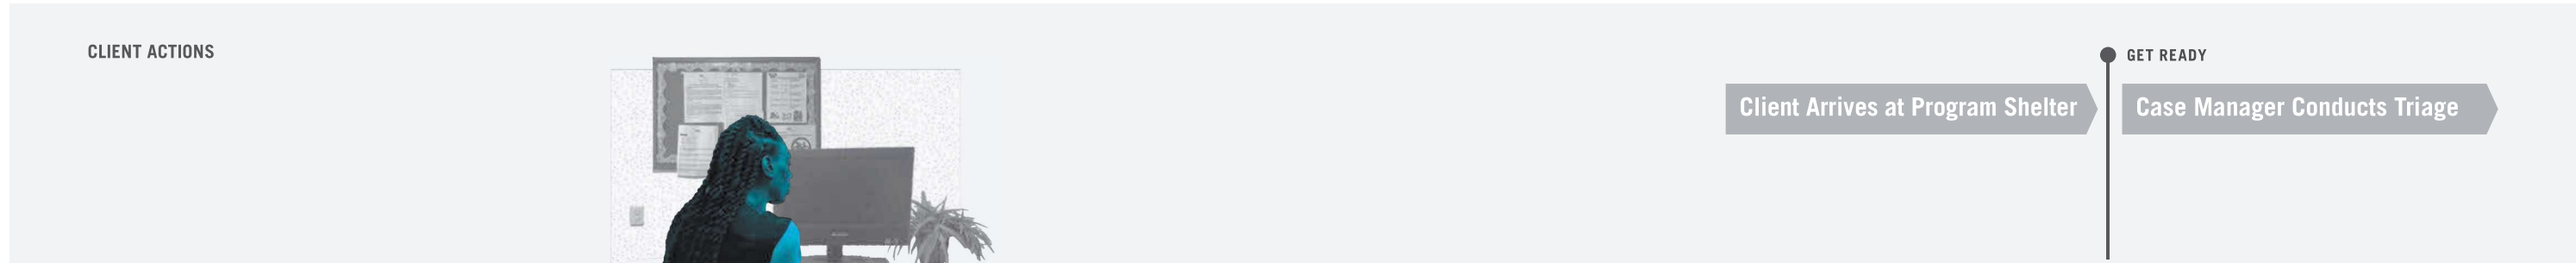 CLIENT ACTIONS
GET READY
Client Arrives at Program Shelter
Case Manager Conducts Triage